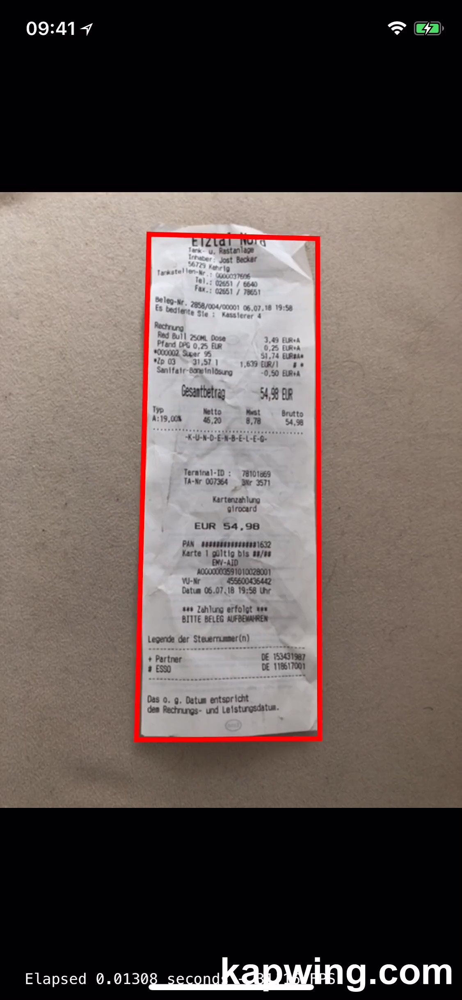 09:41
Elztal Nord
Tank- u. Rastanlage
Inhaber: Jost Becker
56729 Kehrig
Tankstellen-Nr.: 0000037606
Tel.: 02651 / 6640
Fax.: 02651 / 78651
Beleg-Nr. 2858/004/00001 06.07.18 19:58
Es bediente Sie : Kassierer 4
Rechnung
Red Bull 250ML Dose 3,49 EUR+A
Pfand DPG 0,25 EUR 0,25 EUR+A
*000002 Super 95 51,74 EUR#A*
*Zp 03 31,57 l 1,639 EUR/l # *
Sanifair-Boneinlösung -0,50 EUR+A
Gesamtbetrag 54,98 EUR
Typ Netto Mwst Brutto
A:19,00% 46,20 8,78 54,98
-K-U-N-D-E-N-B-E-L-E-G-
Terminal-ID : 78101869
TA-Nr 007364 BNr 3571
Kartenzahlung
girocard
EUR 54,98
PAN ###############1632
Karte 1 gültig bis ##/##
EMV-AID
A0000003591010028001
VU-Nr 455600436442
Datum 06.07.18 19:58 Uhr
*** Zahlung erfolgt ***
BITTE BELEG AUFBEWAHREN
Legende der Steuernummer(n)
+ Partner DE 153431987
# ESSO DE 118617001
Das o. g. Datum entspricht
dem Rechnungs- und Leistungsdatum.
Elapsed 0.01308 seconds FPS
kapwing.com